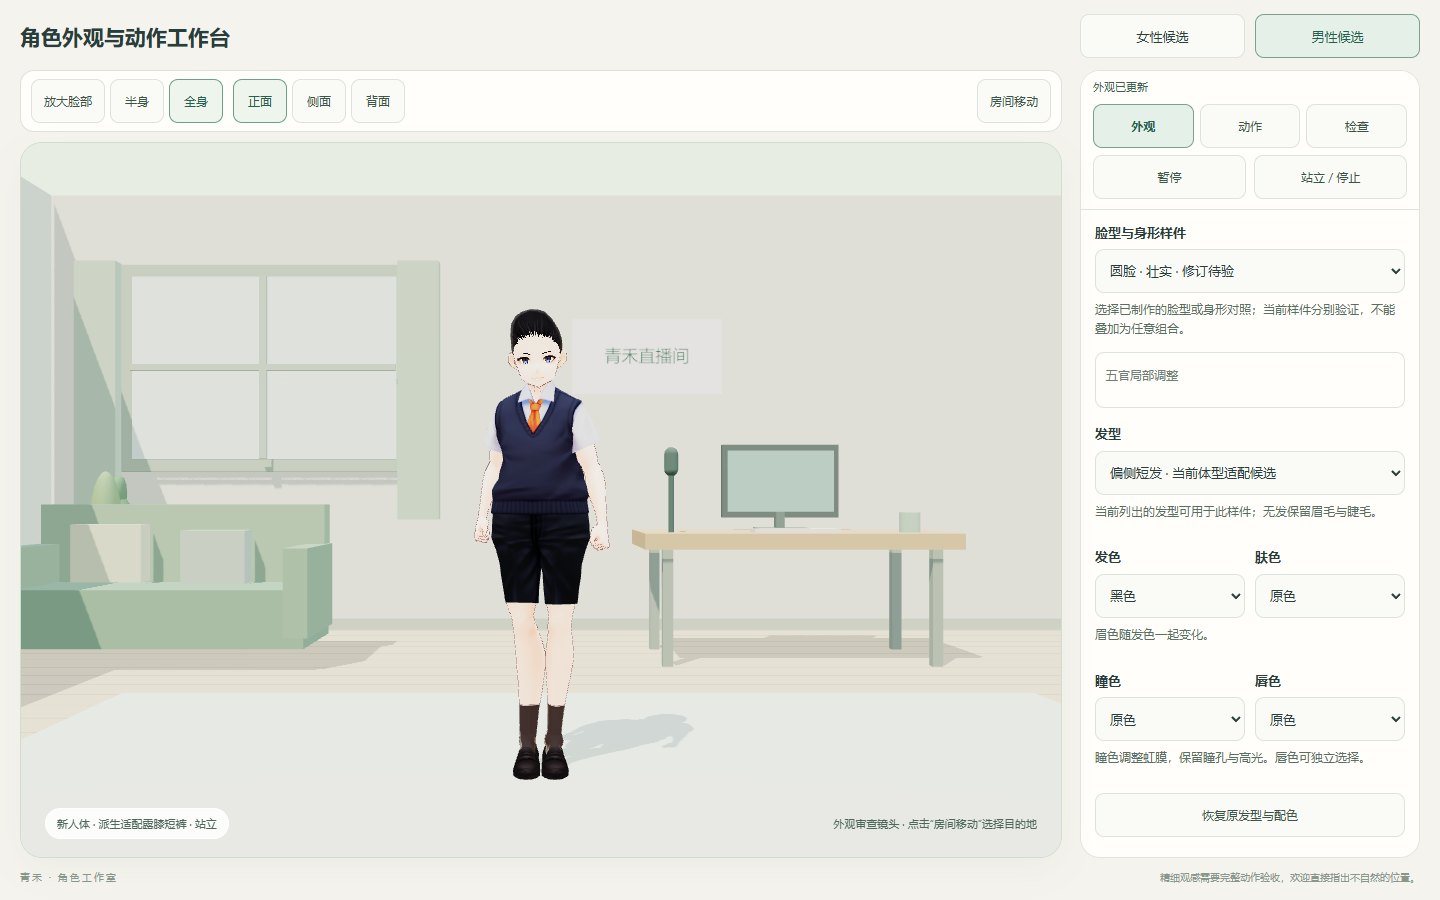 角色外观与动作工作台
女性候选
男性候选
放大脸部
半身
全身
正面
侧面
背面
房间移动
外观已更新
外观
动作
检查
暂停
站立 / 停止
脸型与身形样件
圆脸 · 壮实 · 修订待验
选择已制作的脸型或身形对照；当前样件分别验证，不能
叠加为任意组合。
五官局部调整
发型
偏侧短发 · 当前体型适配候选
当前列出的发型可用于此样件；无发保留眉毛与睫毛。
发色
肤色
黑色
原色
眉色随发色一起变化。
瞳色
唇色
原色
原色
瞳色调整虹膜，保留瞳孔与高光。唇色可独立选择。
恢复原发型与配色
青禾直播间
新人体 · 派生适配露膝短裤 · 站立
外观审查镜头 · 点击“房间移动”选择目的地
青禾 · 角色工作室
精细观感需要完整动作验收，欢迎直接指出不自然的位置。